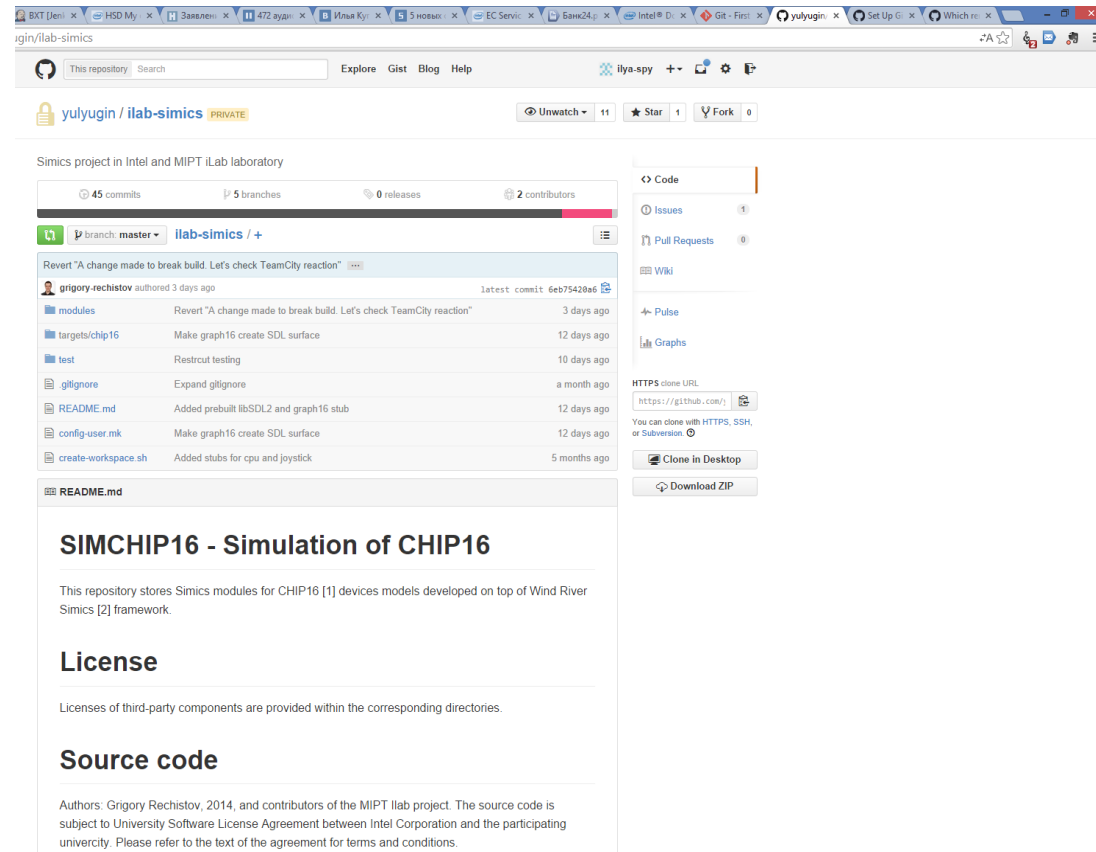 BXT [Jen
HSD My
Заявлен
472 ауди
Илья Ку
5 новых
EC Servic
Банк24.р
Intel® D
Git - First
yulyugin/
Set Up Gi
Which re
ugin/ilab-simics
This repository Search Explore Gist Blog Help ilya-spy
yulyugin / ilab-simics PRIVATE Unwatch 11 Star 1 Fork 0
Simics project in Intel and MIPT iLab laboratory
45 commits 5 branches 0 releases 2 contributors
branch: master ilab-simics / +
Revert "A change made to break build. Let's check TeamCity reaction" ...
grigory-rechistov authored 3 days ago latest commit 6eb75420a6
modules Revert "A change made to break build. Let's check TeamCity reaction" 3 days ago
targets/chip16 Make graph16 create SDL surface 12 days ago
test Restrcut testing 10 days ago
.gitignore Expand gitignore a month ago
README.md Added prebuilt libSDL2 and graph16 stub 12 days ago
config-user.mk Make graph16 create SDL surface 12 days ago
create-workspace.sh Added stubs for cpu and joystick 5 months ago
Code
Issues 1
Pull Requests 0
Wiki
Pulse
Graphs
HTTPS clone URL
https://github.com/
You can clone with HTTPS, SSH,
or Subversion.
Clone in Desktop
Download ZIP
README.md
SIMCHIP16 - Simulation of CHIP16
This repository stores Simics modules for CHIP16 [1] devices models developed on top of Wind River
Simics [2] framework.
License
Licenses of third-party components are provided within the corresponding directories.
Source code
Authors: Grigory Rechistov, 2014, and contributors of the MIPT Ilab project. The source code is
subject to University Software License Agreement between Intel Corporation and the participating
univercity. Please refer to the text of the agreement for terms and conditions.